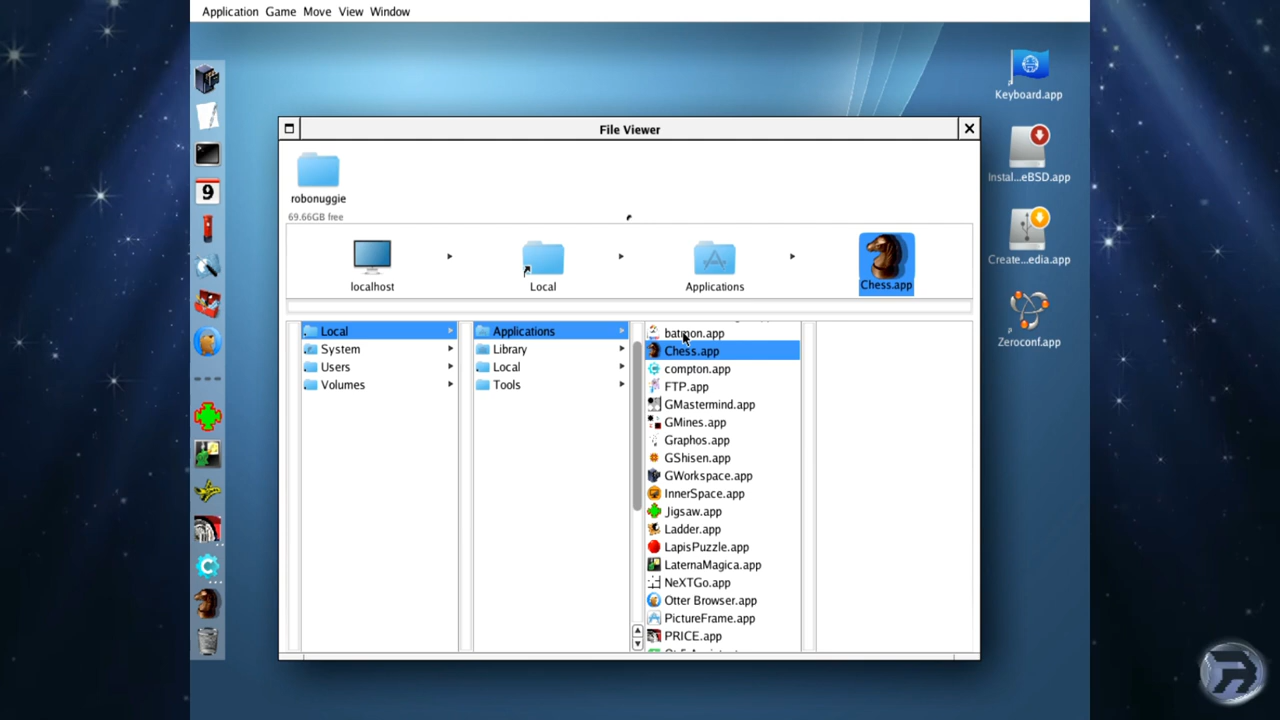 Application Game Move View Window
Keyboard.app
Instal...eBSD.app
Create...edia.app
Zeroconf.app
9
File Viewer
robonuggie
69.66GB free
localhost
Local
Applications
Chess.app
Local
System
Users
Volumes
Applications
Library
Local
Tools
batmon.app
Chess.app
compton.app
FTP.app
GMastermind.app
GMines.app
Graphos.app
GShisen.app
GWorkspace.app
InnerSpace.app
Jigsaw.app
Ladder.app
LapisPuzzle.app
LaternaMagica.app
NeXTGo.app
Otter Browser.app
PictureFrame.app
PRICE.app